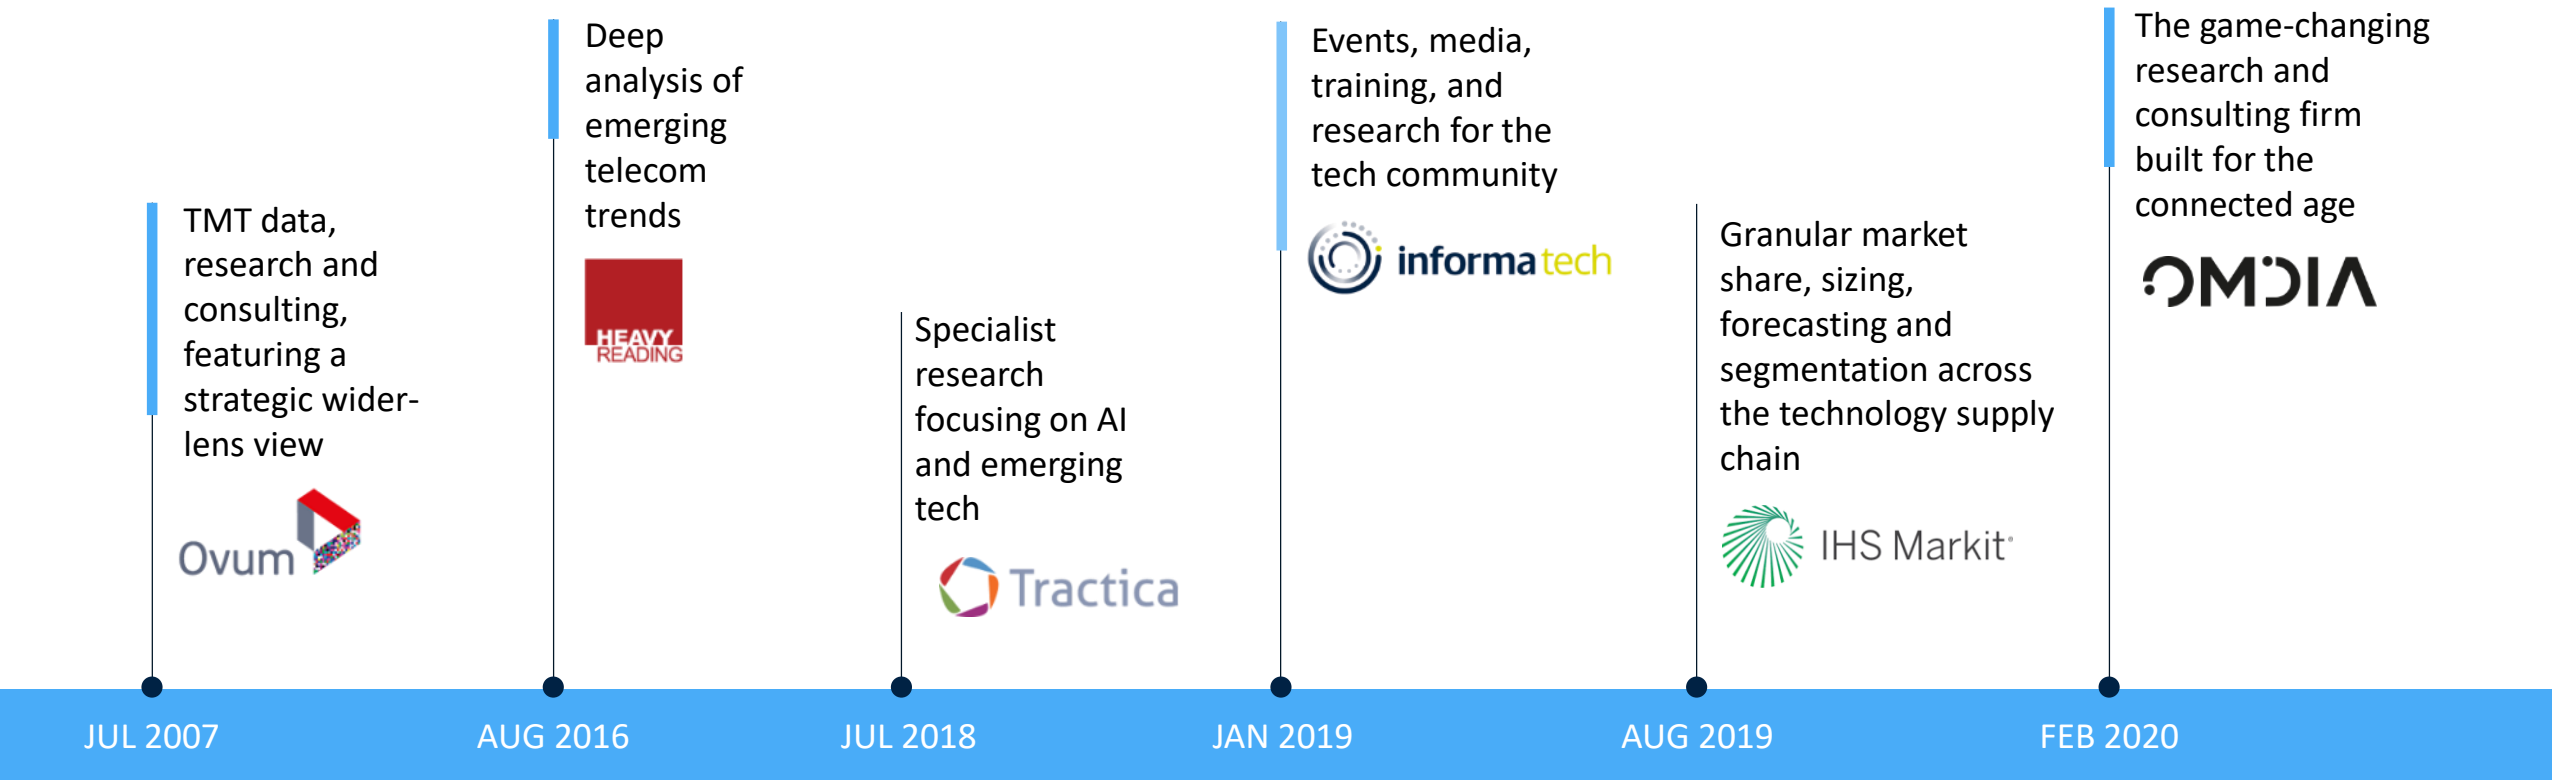 TMT data,
research and
consulting,
featuring a
strategic wider-
lens view
Ovum
Deep
analysis of
emerging
telecom
trends
HEAVY
READING
Specialist
research
focusing on AI
and emerging
tech
Tractica
Events, media,
training, and
research for the
tech community
informa tech
Granular market
share, sizing,
forecasting and
segmentation across
the technology supply
chain
IHS Markit
The game-changing
research and
consulting firm
built for the
connected age
OMDIA
JUL 2007
AUG 2016
JUL 2018
JAN 2019
AUG 2019
FEB 2020